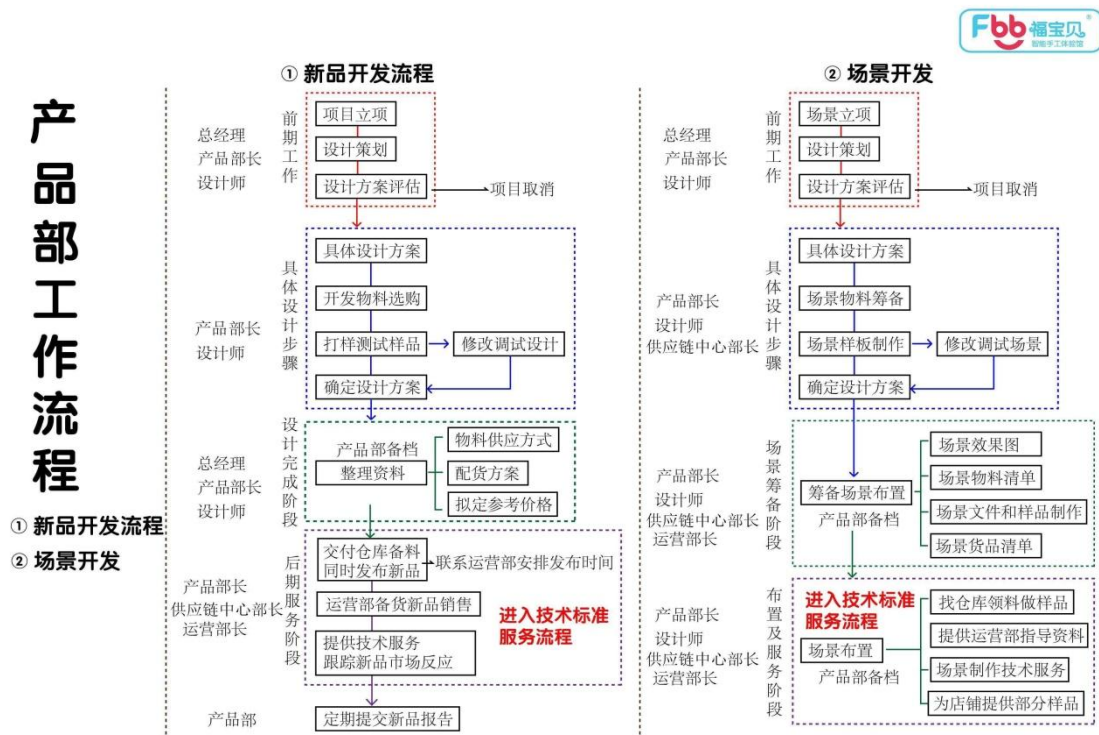 Fbb福宝贝®
智能手工体验馆
产品部工作流程
① 新品开发流程
② 场景开发
① 新品开发流程
总经理
产品部长
设计师
前期工作
项目立项
设计策划
设计方案评估
项目取消
产品部长
设计师
具体设计步骤
具体设计方案
开发物料选购
打样测试样品
修改调试设计
确定设计方案
总经理
产品部长
设计师
设计完成阶段
产品部备档
整理资料
物料供应方式
配货方案
拟定参考价格
产品部长
供应链中心部长
运营部长
后期服务阶段
交付仓库备料
同时发布新品
联系运营部安排发布时间
运营部备货新品销售
提供技术服务
跟踪新品市场反应
进入技术标准
服务流程
产品部
定期提交新品报告
② 场景开发
总经理
产品部长
设计师
前期工作
场景立项
设计策划
设计方案评估
项目取消
产品部长
设计师
供应链中心部长
具体设计步骤
具体设计方案
场景物料筹备
场景样板制作
修改调试场景
确定设计方案
产品部长
设计师
供应链中心部长
运营部长
场景筹备阶段
筹备场景布置
产品部备档
场景效果图
场景物料清单
场景文件和样品制作
场景货品清单
产品部长
设计师
供应链中心部长
运营部长
布置及服务阶段
进入技术标准
服务流程
场景布置
产品部备档
找仓库领料做样品
提供运营部指导资料
场景制作技术服务
为店铺提供部分样品